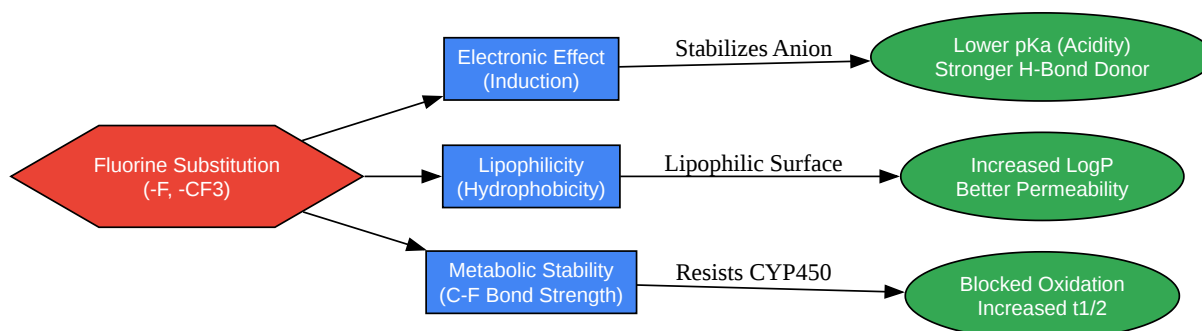 Fluorine Substitution
(-F, -CF3)
Electronic Effect
(Induction)
Stabilizes Anion
Lower pKa (Acidity)
Stronger H-Bond Donor
Lipophilicity
(Hydrophobicity)
Lipophilic Surface
Increased LogP
Better Permeability
Metabolic Stability
(C-F Bond Strength)
Resists CYP450
Blocked Oxidation
Increased t1/2